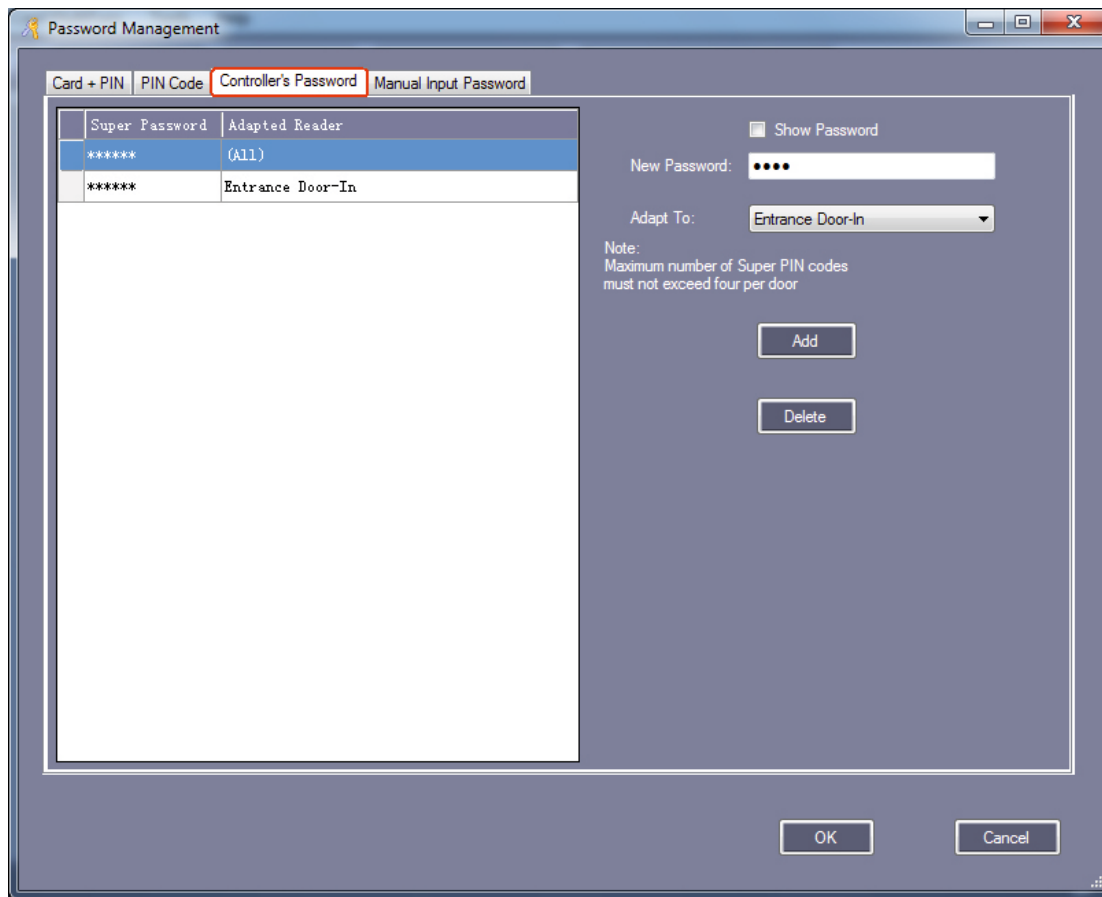 Password Management
Card + PIN
PIN Code
Controller's Password
Manual Input Password
Super Password
Adapted Reader
******
(All)
******
Entrance Door-In
Show Password
New Password:
••••
Adapt To:
Entrance Door-In
Note:
Maximum number of Super PIN codes
must not exceed four per door
Add
Delete
OK
Cancel